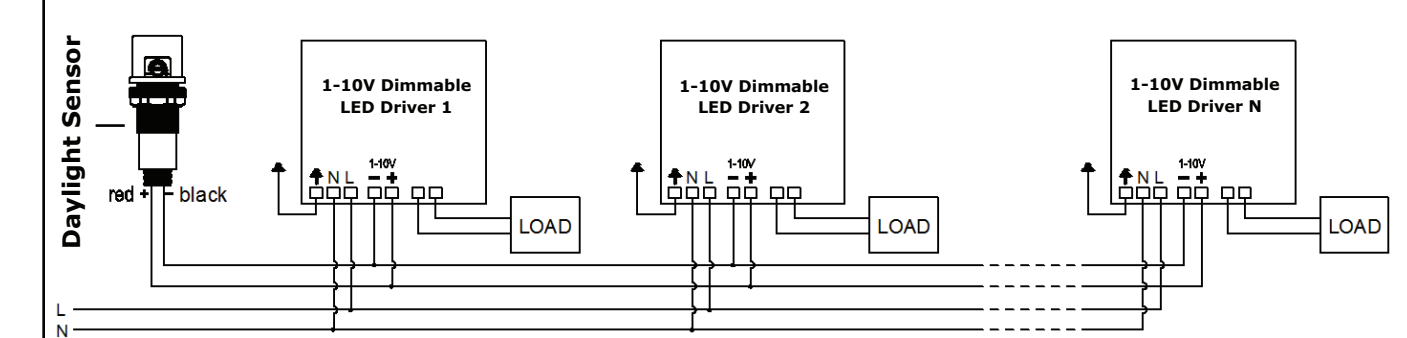 Daylight Sensor
red + - black
1-10V Dimmable
LED Driver 1
N L
1-10V
- +
LOAD
1-10V Dimmable
LED Driver 2
N L
1-10V
- +
LOAD
1-10V Dimmable
LED Driver N
N L
1-10V
- +
LOAD
L
N